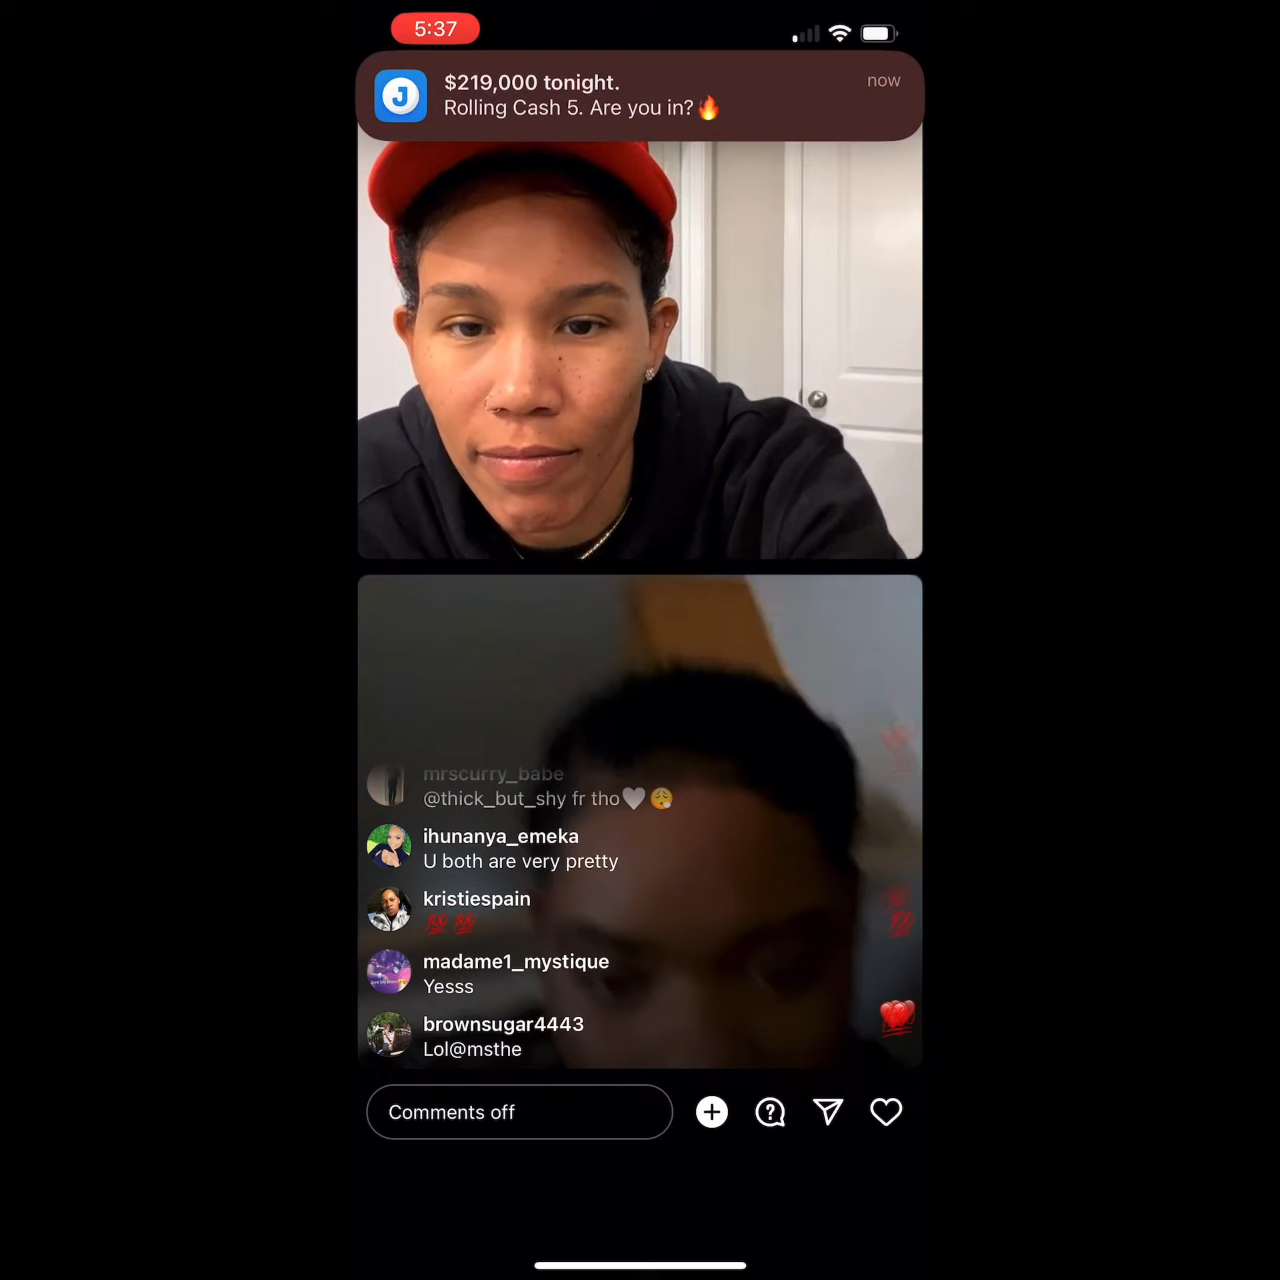 5:37
$219,000 tonight.
now
Rolling Cash 5. Are you in?🔥
mrscurry_babe
@thick_but_shy fr tho🤍😮‍💨
ihunanya_emeka
U both are very pretty
kristiespain
💯 💯
madame1_mystique
Yesss
brownsugar4443
Lol@msthe
Comments off